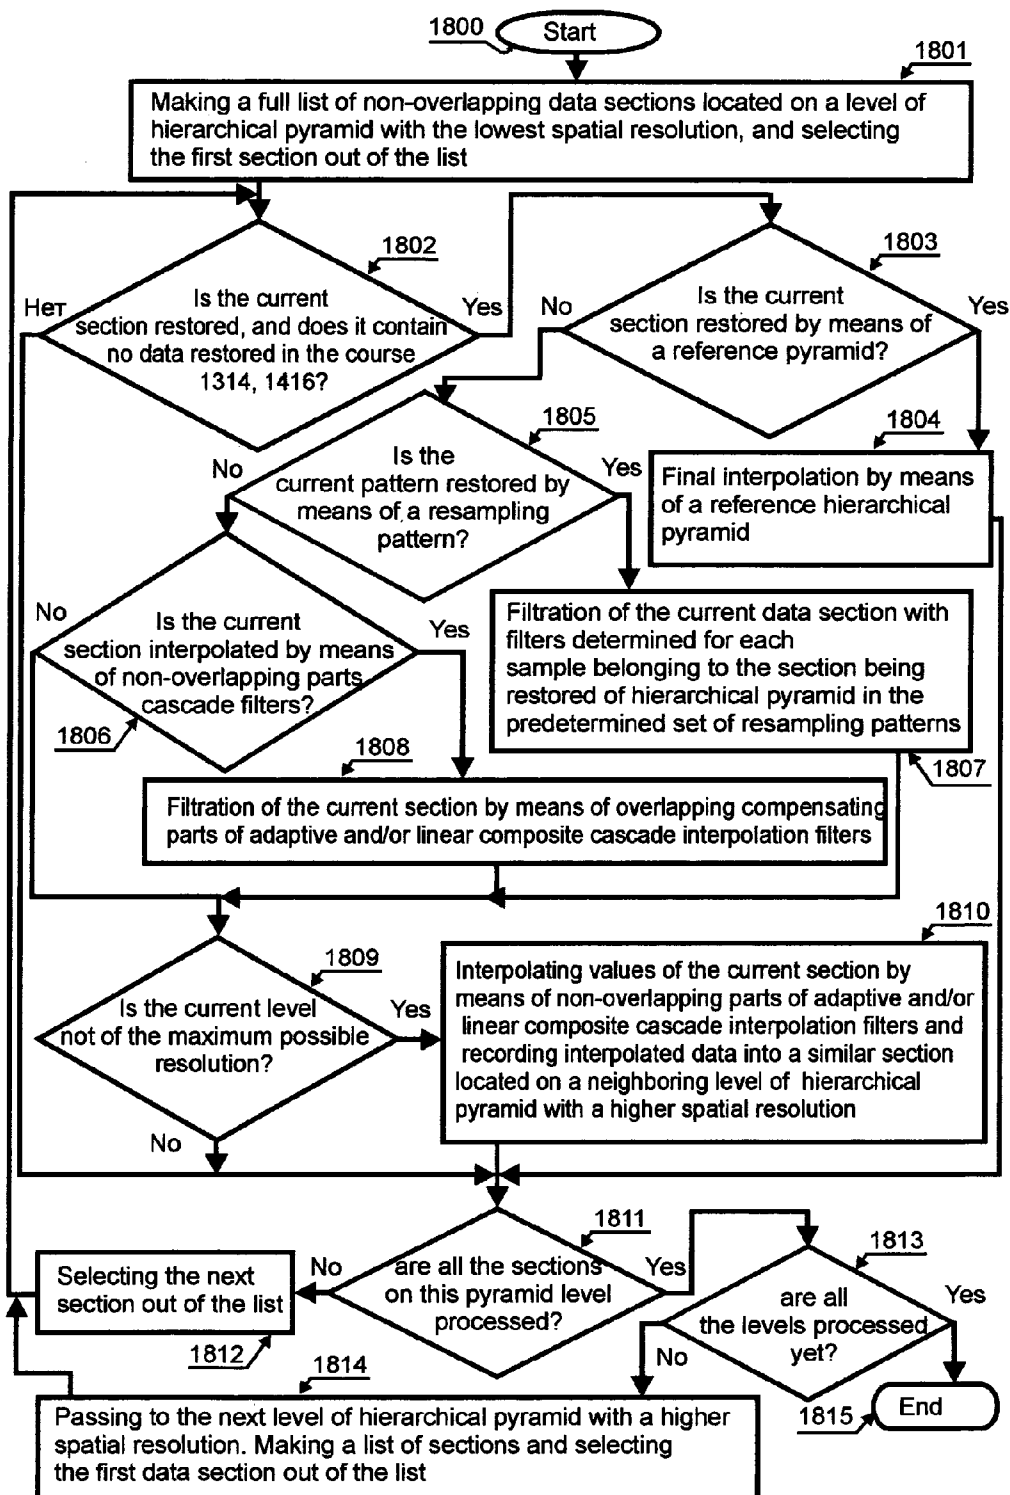 1800
Start
1801
Making a full list of non-overlapping data sections located on a level of
hierarchical pyramid with the lowest spatial resolution, and selecting
the first section out of the list
1802
Нет
Is the current
section restored, and does it contain
no data restored in the course
1314, 1416?
Yes
1803
No
Is the current
section restored by means of
a reference pyramid?
Yes
1804
Final interpolation by means
of a reference hierarchical
pyramid
1805
No
Is the
current pattern restored by
means of a resampling
pattern?
Yes
No
Is the current
section interpolated by means
of non-overlapping parts
cascade filters?
Yes
1806
Filtration of the current data section with
filters determined for each
sample belonging to the section being
restored of hierarchical pyramid in the
predetermined set of resampling patterns
1807
1808
Filtration of the current section by means of overlapping compensating
parts of adaptive and/or linear composite cascade interpolation filters
1809
Is the current level
not of the maximum possible
resolution?
Yes
No
1810
Interpolating values of the current section by
means of non-overlapping parts of adaptive and/or
linear composite cascade interpolation filters and
recording interpolated data into a similar section
located on a neighboring level of hierarchical
pyramid with a higher spatial resolution
1811
No
are all the sections
on this pyramid level
processed?
Yes
Selecting the next
section out of the list
1812
1813
are all
the levels processed
yet?
Yes
No
1814
Passing to the next level of hierarchical pyramid with a higher
spatial resolution. Making a list of sections and selecting
the first data section out of the list
1815
End